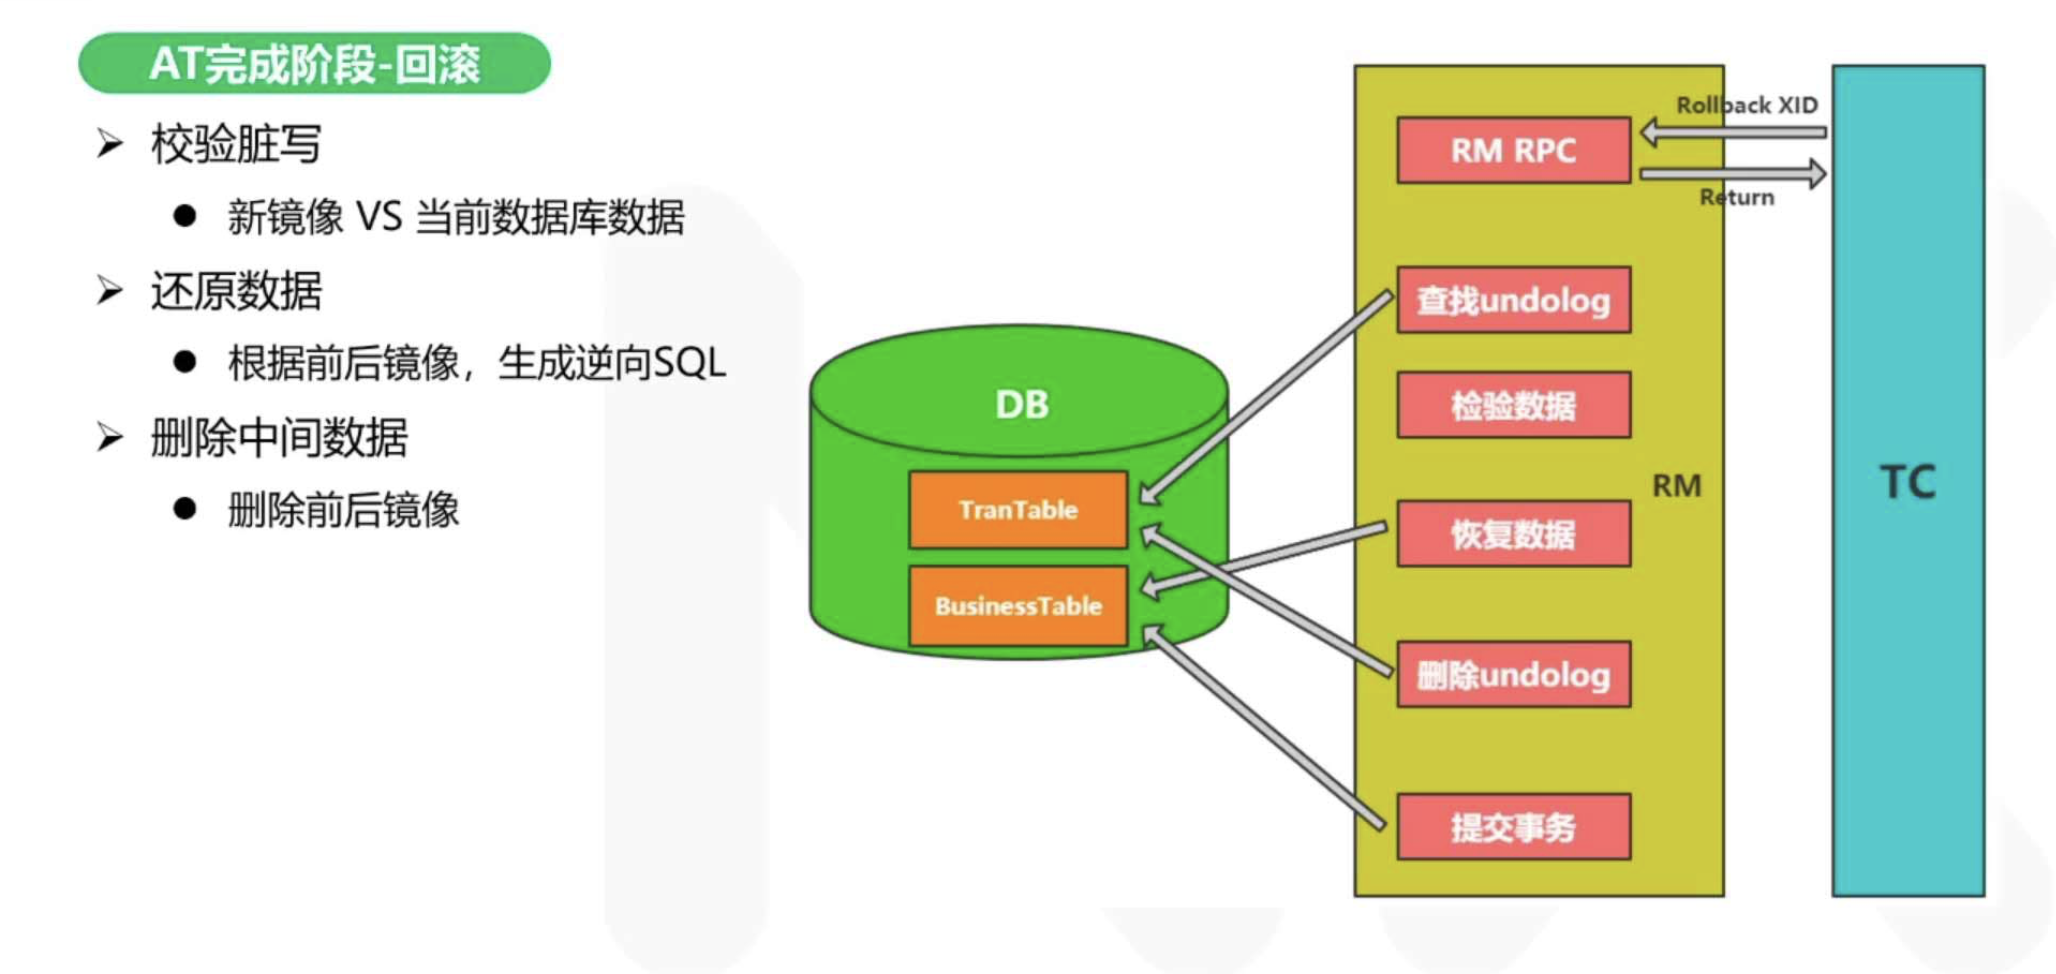 AT完成阶段-回滚
校验脏写
新镜像 VS 当前数据库数据
还原数据
根据前后镜像，生成逆向SQL
删除中间数据
删除前后镜像
DB
TranTable
BusinessTable
Rollback XID
RM RPC
Return
查找undolog
检验数据
RM
恢复数据
删除undolog
提交事务
TC